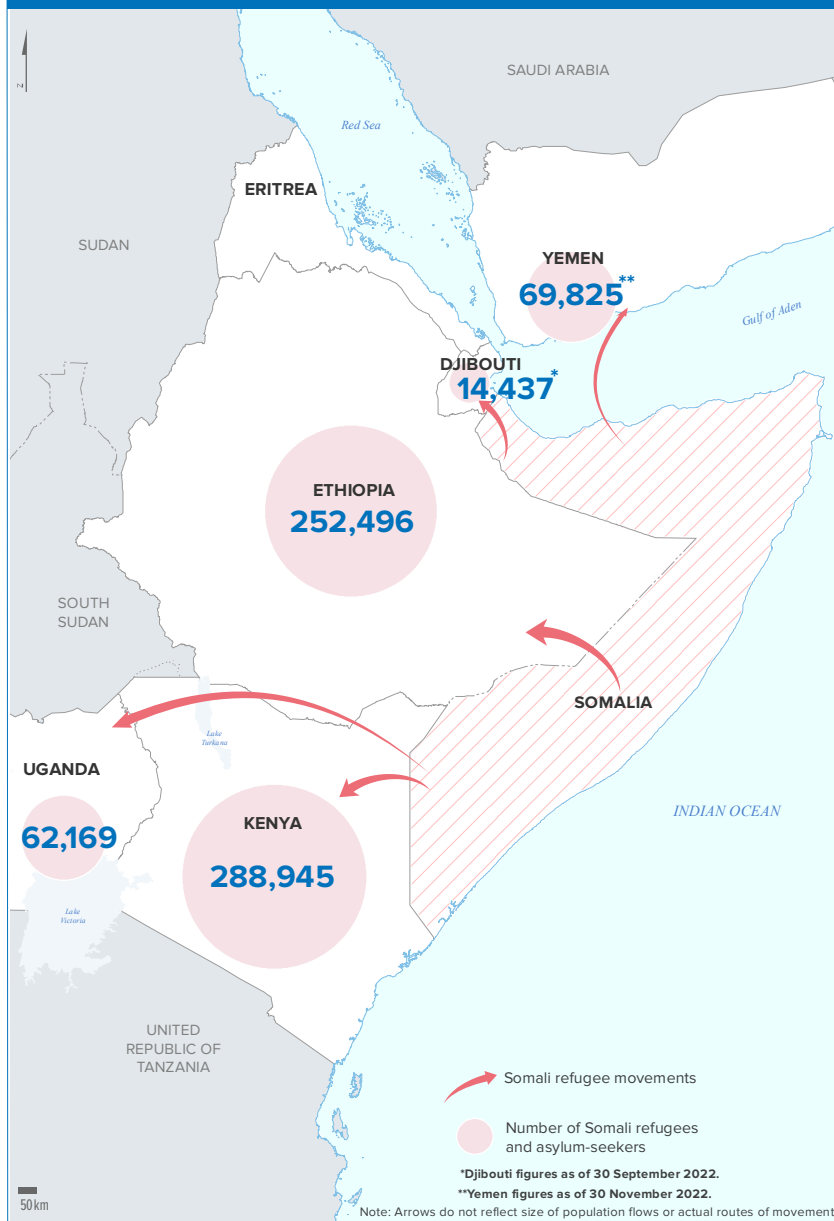 z
SAUDI ARABIA
Red Sea
ERITREA
SUDAN
YEMEN
69,825**
Gulf of Aden
DJIBOUTI
14,437*
ETHIOPIA
252,496
SOUTH
SUDAN
SOMALIA
Lake
Turkana
UGANDA
62,169
KENYA
288,945
INDIAN OCEAN
Lake
Victoria
UNITED
REPUBLIC OF
TANZANIA
Somali refugee movements
Number of Somali refugees
and asylum-seekers
*Djibouti figures as of 30 September 2022.
**Yemen figures as of 30 November 2022.
50 km
Note: Arrows do not reflect size of population flows or actual routes of movement